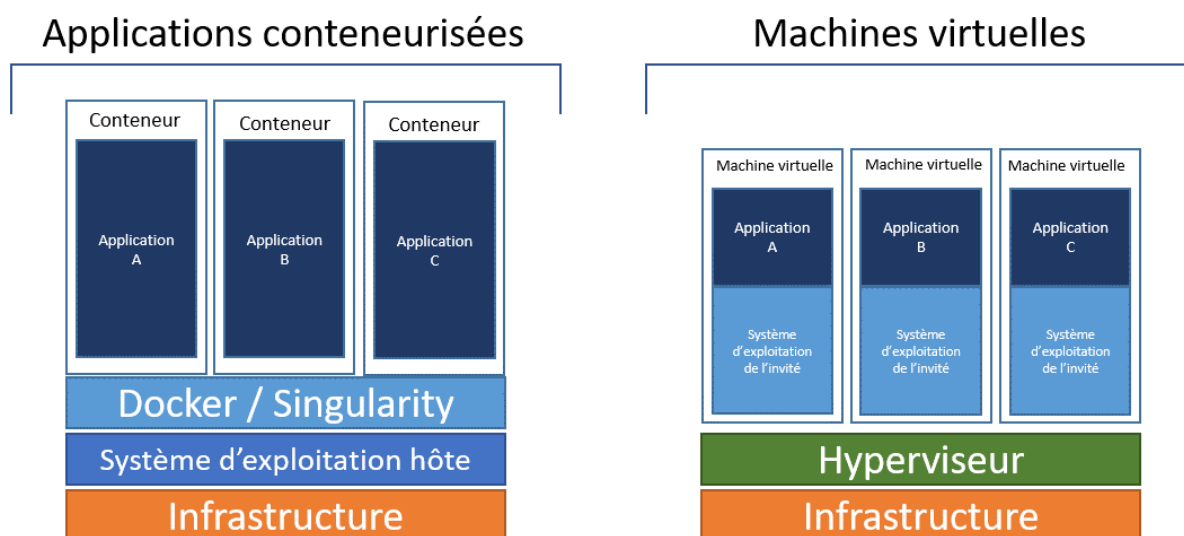 Applications conteneurisées
Conteneur
Application
A
Conteneur
Application
B
Conteneur
Application
C
Docker / Singularity
Système d’exploitation hôte
Infrastructure
Machines virtuelles
Machine virtuelle
Application
A
Système
d’exploitation
de l’invité
Machine virtuelle
Application
B
Système
d’exploitation
de l’invité
Machine virtuelle
Application
C
Système
d’exploitation
de l’invité
Hyperviseur
Infrastructure